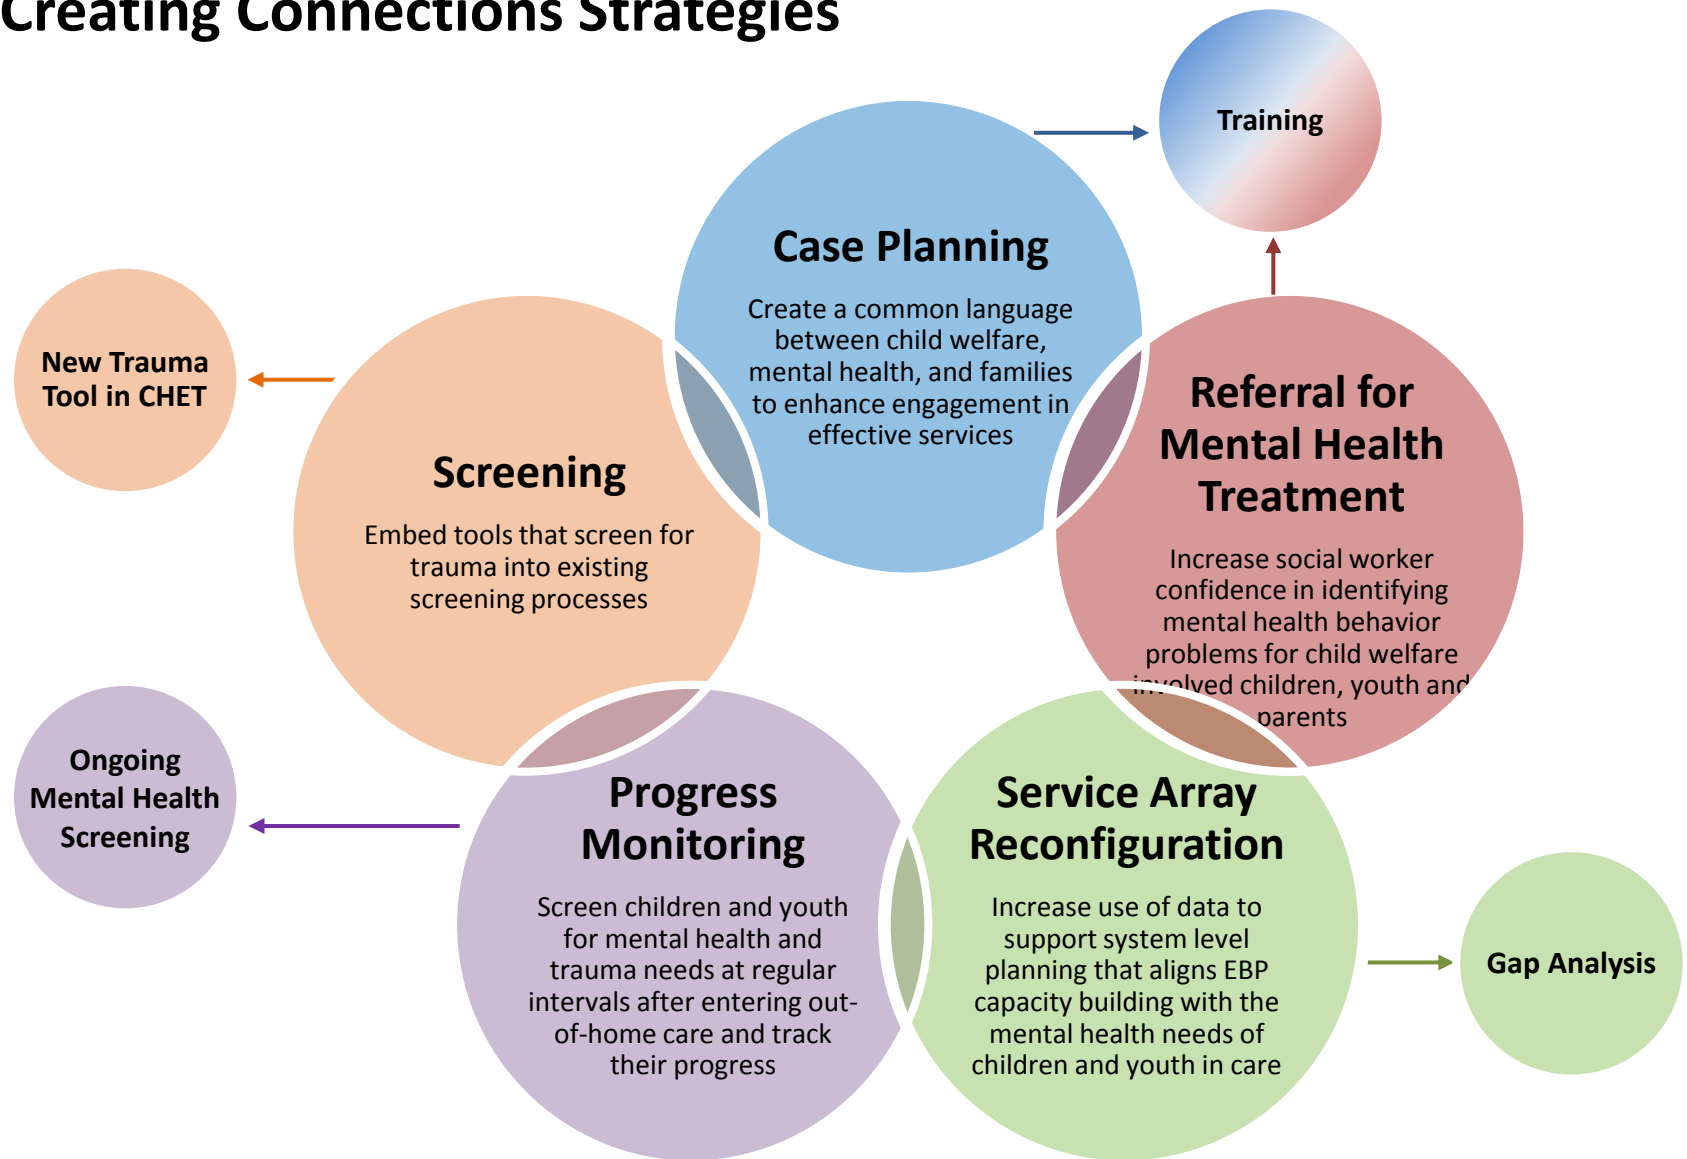 Creating Connections Strategies
Training
Case Planning
Create a common language
between child welfare,
mental health, and families
to enhance engagement in
effective services
New Trauma
Tool in CHET
Referral for
Mental Health
Treatment
Increase social worker
confidence in identifying
mental health behavior
problems for child welfare
involved children, youth and
parents
Screening
Embed tools that screen for
trauma into existing
screening processes
Ongoing
Mental Health
Screening
Progress
Monitoring
Screen children and youth
for mental health and
trauma needs at regular
intervals after entering out-
of-home care and track
their progress
Service Array
Reconfiguration
Increase use of data to
support system level
planning that aligns EBP
capacity building with the
mental health needs of
children and youth in care
Gap Analysis